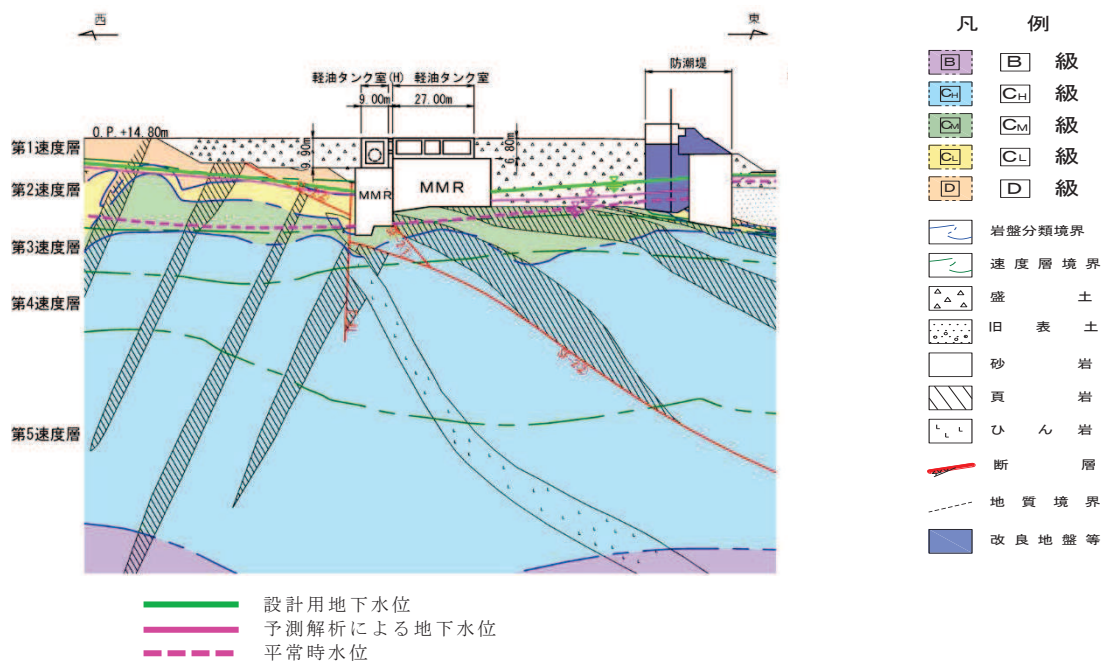 西
東
軽油タンク室(H) 軽油タンク室
9.00m 27.00m
防潮堤
O.P.+14.80m
9.90m
6.80m
MMR
MMR
第1速度層
第2速度層
第3速度層
第4速度層
第5速度層
凡 例
B B 級
CH CH 級
CM CM 級
CL CL 級
D D 級
岩盤分類境界
速度層境界
盛 土
旧 表 土
砂 岩
頁 岩
ひ ん 岩
断 層
地 質 境 界
改 良 地 盤 等
設計用地下水位
予測解析による地下水位
平常時水位